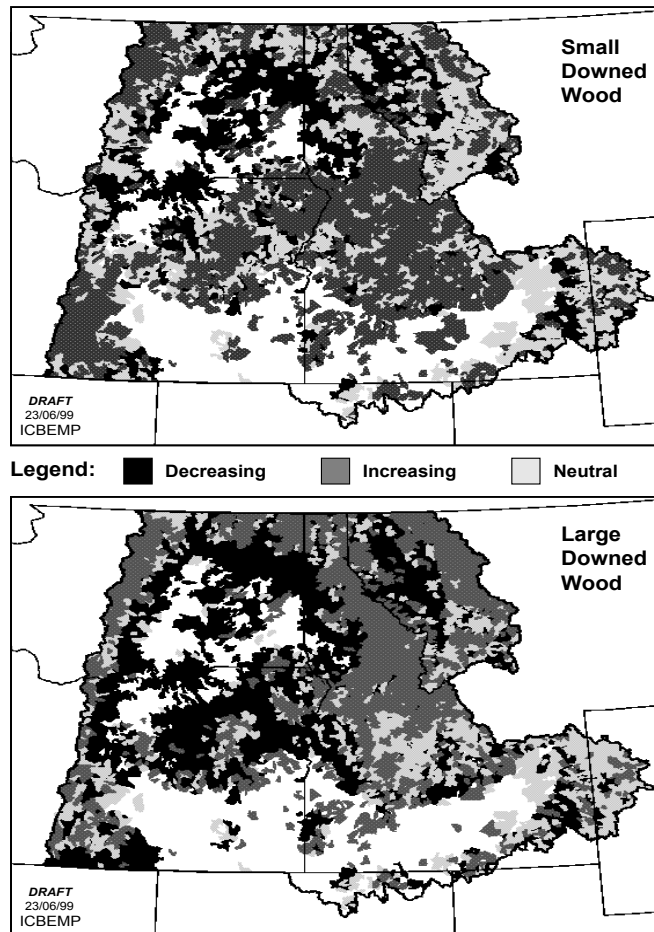 Small
Downed
Wood
DRAFT
23/06/99
ICBEMP
Legend: Decreasing Increasing Neutral
Large
Downed
Wood
DRAFT
23/06/99
ICBEMP